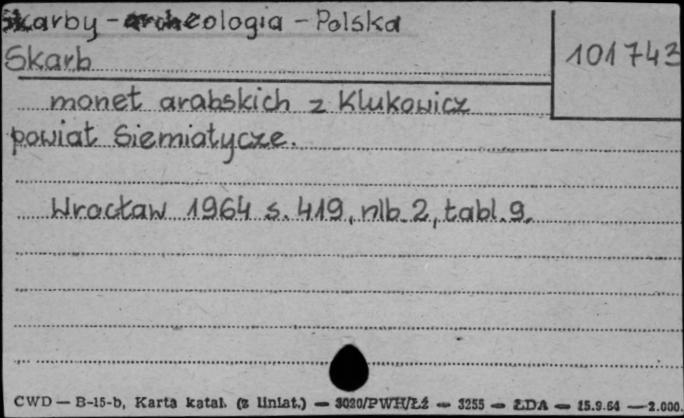 Skarby - archeologia - Polska
Skarb
101743
monet arabskich z Klukowicz
powiat Siemiatycze.
Wrocław 1964 s. 419, nlb. 2, tabl. 9.
CWD — B-15-b, Karta katal. (z liniat.) — 3020/PWH/Łż — 3255 — ŁDA — 15.9.64 — 2.000.